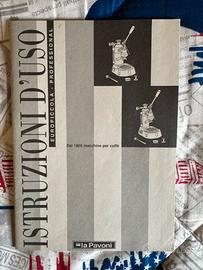 ISTRUZIONI D'USO
EUROPICCOLA - PROFESSIONAL
Dal 1905 macchine per caffè
la Pavoni